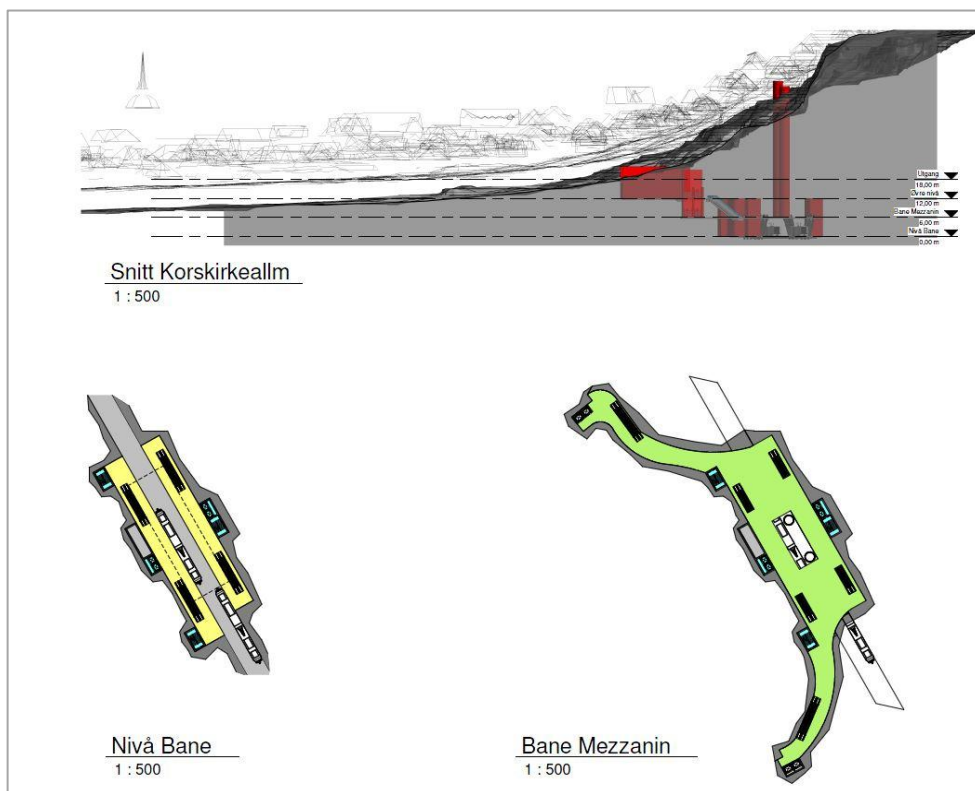 Utgang
18,00 m
Øvre nivå
12,00 m
Bane Mezzanin
6,00 m
Nivå Bane
0,00 m
Snitt Korskirkeallm
1 : 500
Nivå Bane
1 : 500
Bane Mezzanin
1 : 500